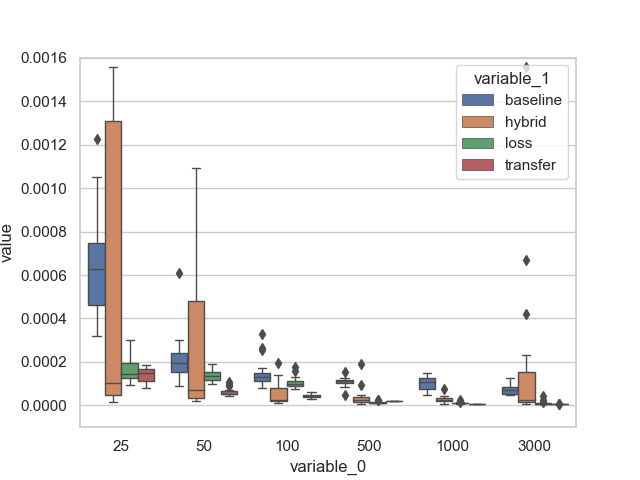 0.0016
0.0014
0.0012
0.0010
0.0008
0.0006
0.0004
0.0002
0.0000
value
25 50 100 500 1000 3000
variable_0
variable_1
baseline
hybrid
loss
transfer